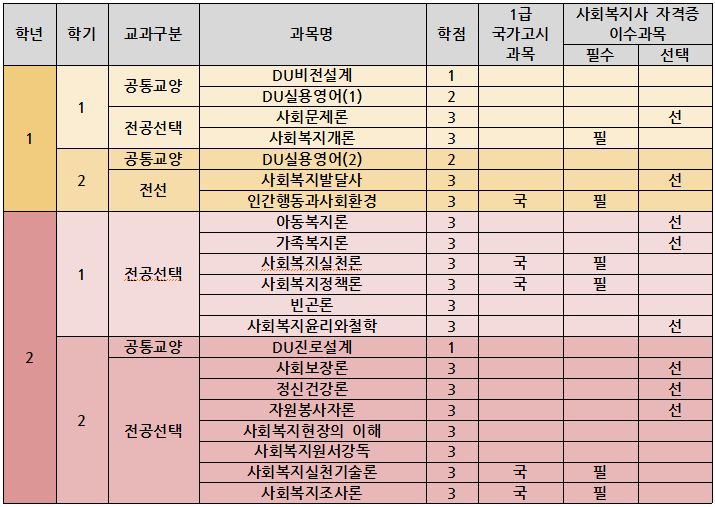 학년 학기 교과구분 과목명 학점 1급 국가고시 과목 사회복지사 자격증 이수과목
필수 선택
1 1 공통교양 DU비전설계 1
DU실용영어(1) 2
전공선택 사회문제론 3 선
사회복지개론 3 필
2 공통교양 DU실용영어(2) 2
전선 사회복지발달사 3 선
인간행동과사회환경 3 국 필
2 1 전공선택 아동복지론 3 선
가족복지론 3 선
사회복지실천론 3 국 필
사회복지정책론 3 국 필
빈곤론 3
사회복지윤리와철학 3 선
2 공통교양 DU진로설계 1
전공선택 사회보장론 3 선
정신건강론 3 선
자원봉사자론 3 선
사회복지현장의 이해 3
사회복지원서강독 3
사회복지실천기술론 3 국 필
사회복지조사론 3 국 필